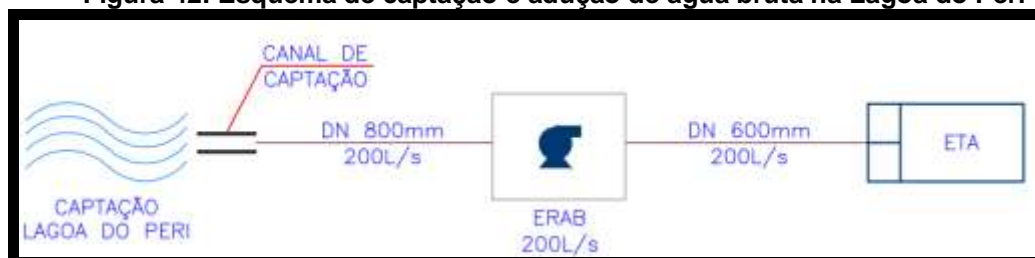 Figura 42: Esquema de captação e adução de água bruta na Lagoa do Peri
CANAL DE
CAPTAÇÃO
DN 800mm
200L/s
DN 600mm
200L/s
ETA
CAPTAÇÃO
LAGOA DO PERI
ERAB
200L/s